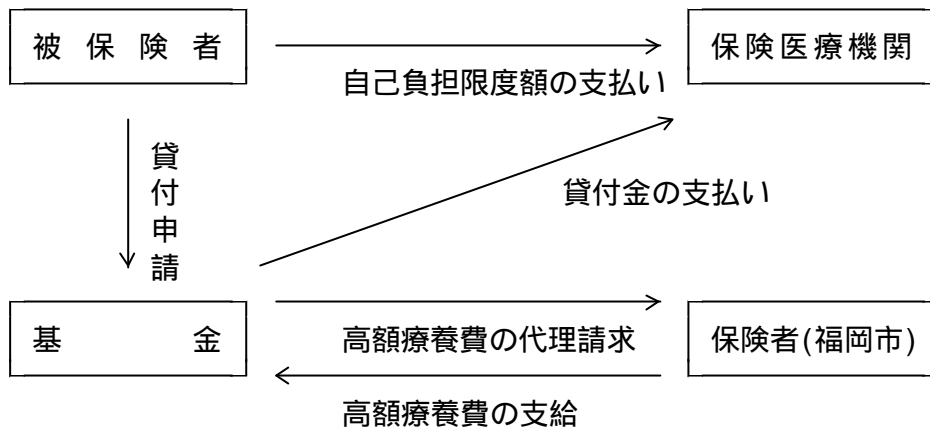 被保険者
保険医療機関
自己負担限度額の支払い
貸付申請
貸付金の支払い
基金
高額療養費の代理請求
保険者(福岡市)
高額療養費の支給